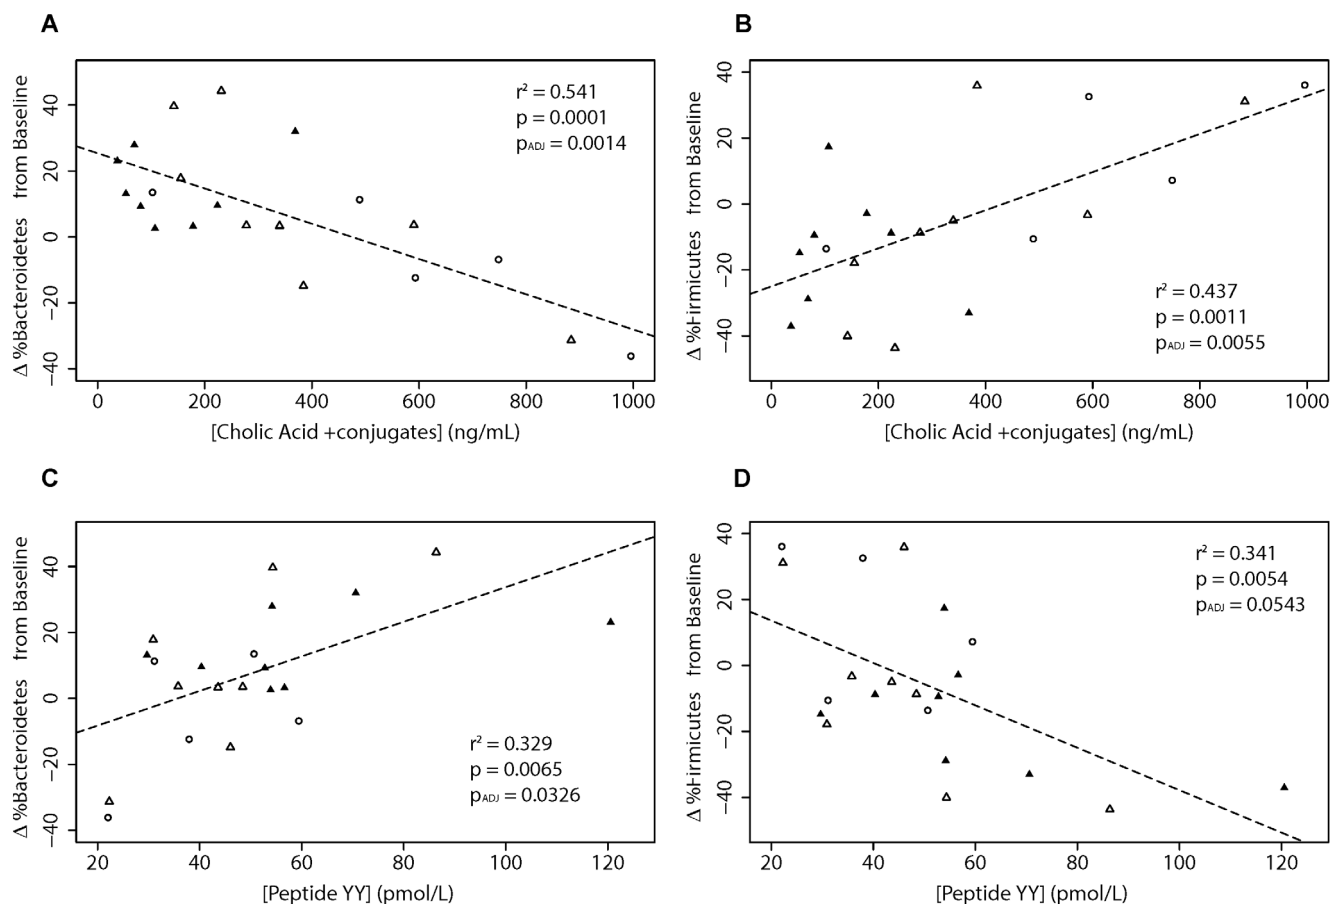 A
Δ %Bacteroidetes from Baseline
40
20
0
−20
−40
r² = 0.541
p = 0.0001
pADJ = 0.0014
0 200 400 600 800 1000
[Cholic Acid +conjugates] (ng/mL)
B
Δ %Firmicutes from Baseline
40
20
0
−20
−40
r² = 0.437
p = 0.0011
pADJ = 0.0055
0 200 400 600 800 1000
[Cholic Acid +conjugates] (ng/mL)
C
Δ %Bacteroidetes from Baseline
40
20
0
−20
−40
r² = 0.329
p = 0.0065
pADJ = 0.0326
20 40 60 80 100 120
[Peptide YY] (pmol/L)
D
Δ %Firmicutes from Baseline
40
20
0
−20
−40
r² = 0.341
p = 0.0054
pADJ = 0.0543
20 40 60 80 100 120
[Peptide YY] (pmol/L)